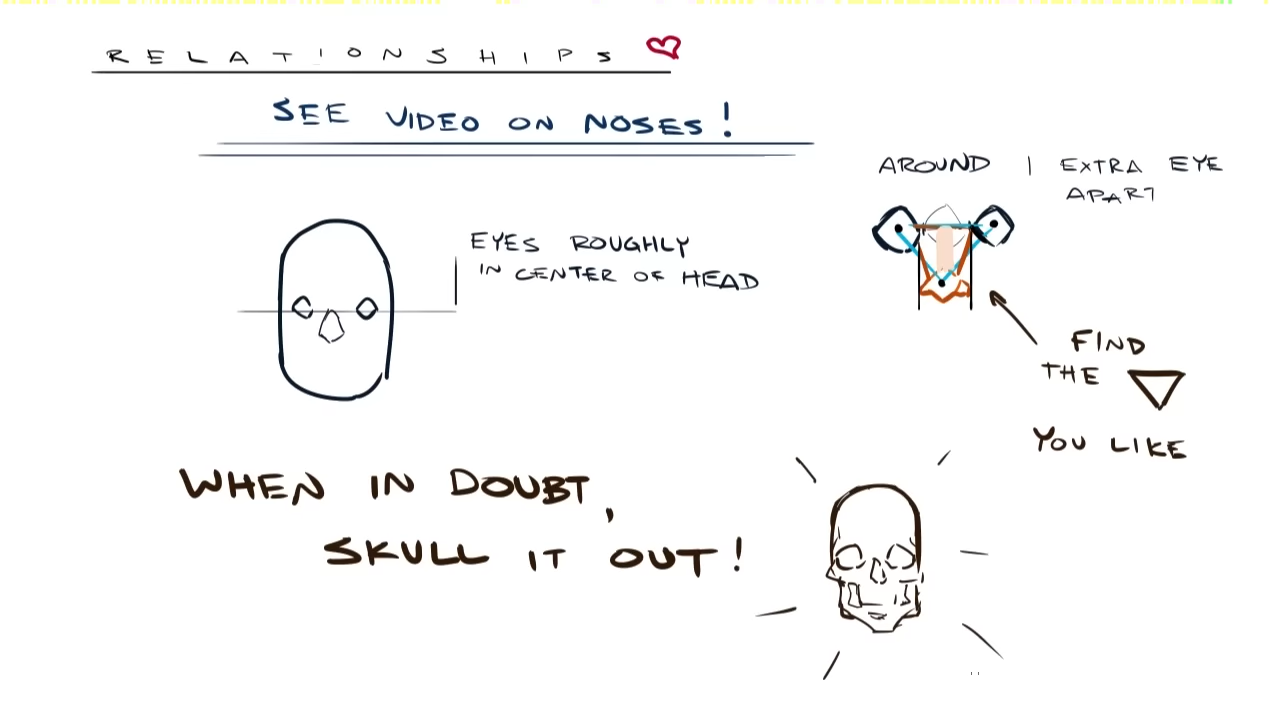 RELATIONSHIPS
SEE VIDEO ON NOSES!
AROUND 1 EXTRA EYE
APART
EYES ROUGHLY
IN CENTER OF HEAD
FIND
THE
YOU LIKE
WHEN IN DOUBT,
SKULL IT OUT!